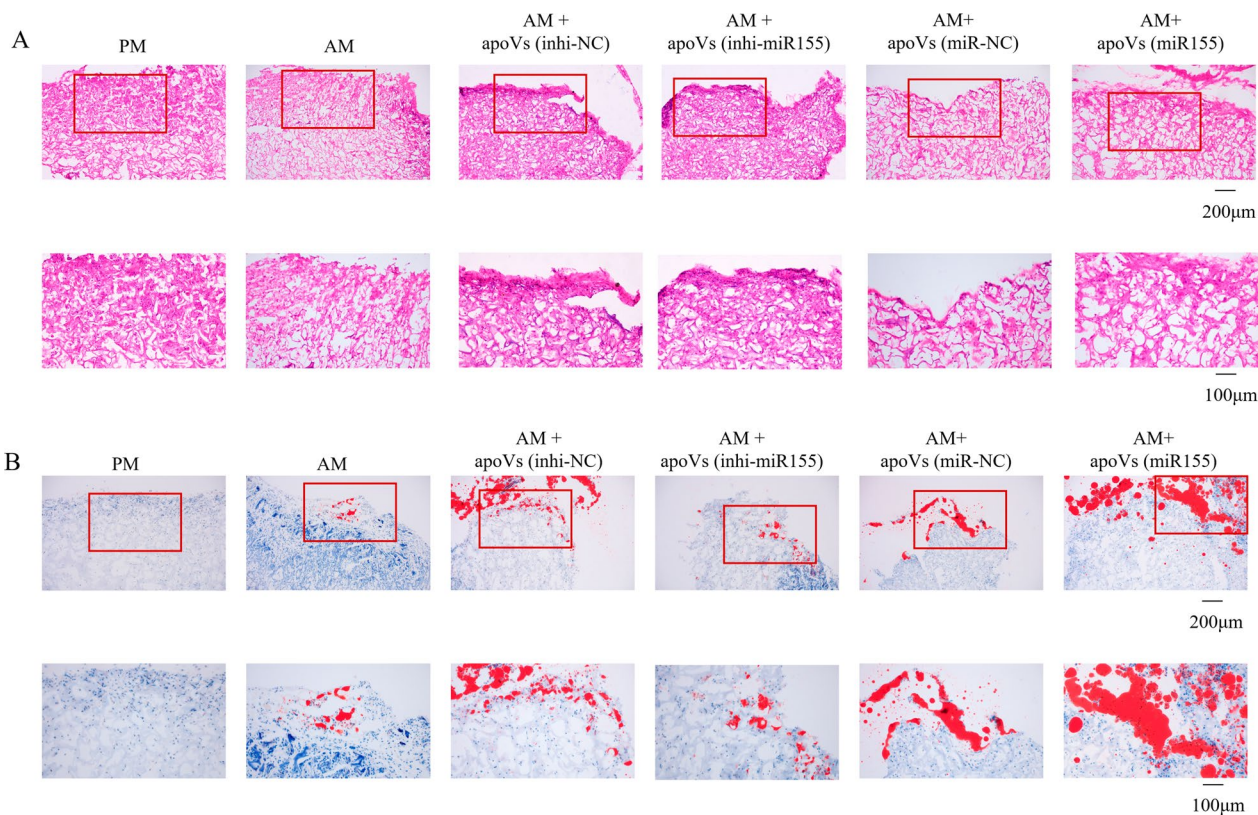 A
PM
AM
AM +
apoVs (inhi-NC)
AM +
apoVs (inhi-miR155)
AM+
apoVs (miR-NC)
AM+
apoVs (miR155)
200μm
100μm
B
PM
AM
AM +
apoVs (inhi-NC)
AM +
apoVs (inhi-miR155)
AM+
apoVs (miR-NC)
AM+
apoVs (miR155)
200μm
100μm